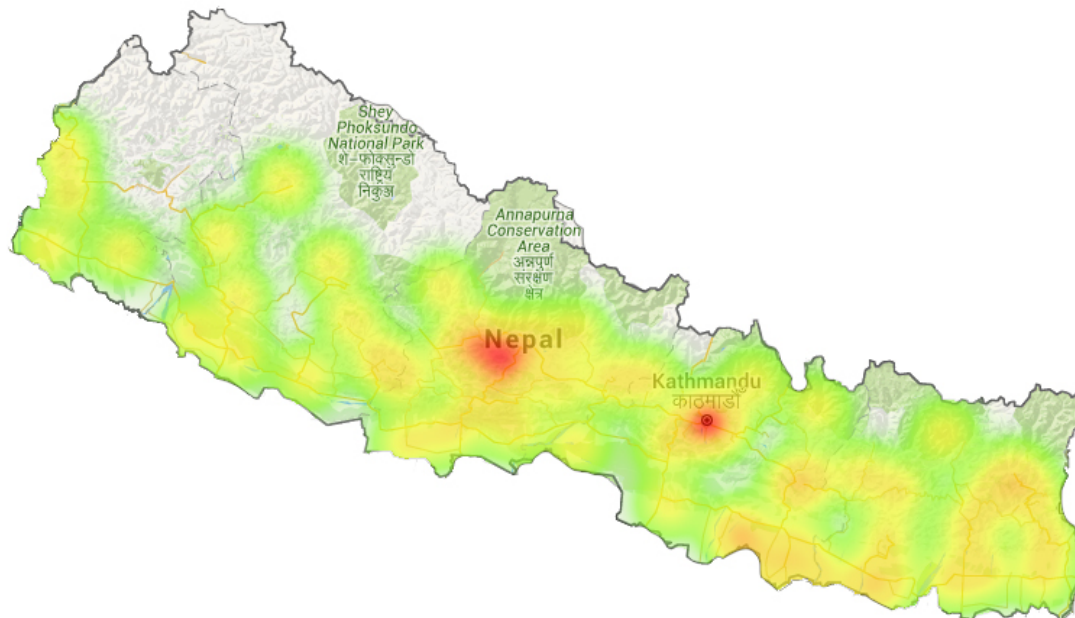 Shey
Phoksundo
National Park
शे-फोक्सुन्डो
राष्ट्रिय
निकुञ्ज
Annapurna
Conservation
Area
अन्नपूर्ण
संरक्षण
क्षेत्र
Nepal
Kathmandu
काठमाडौं